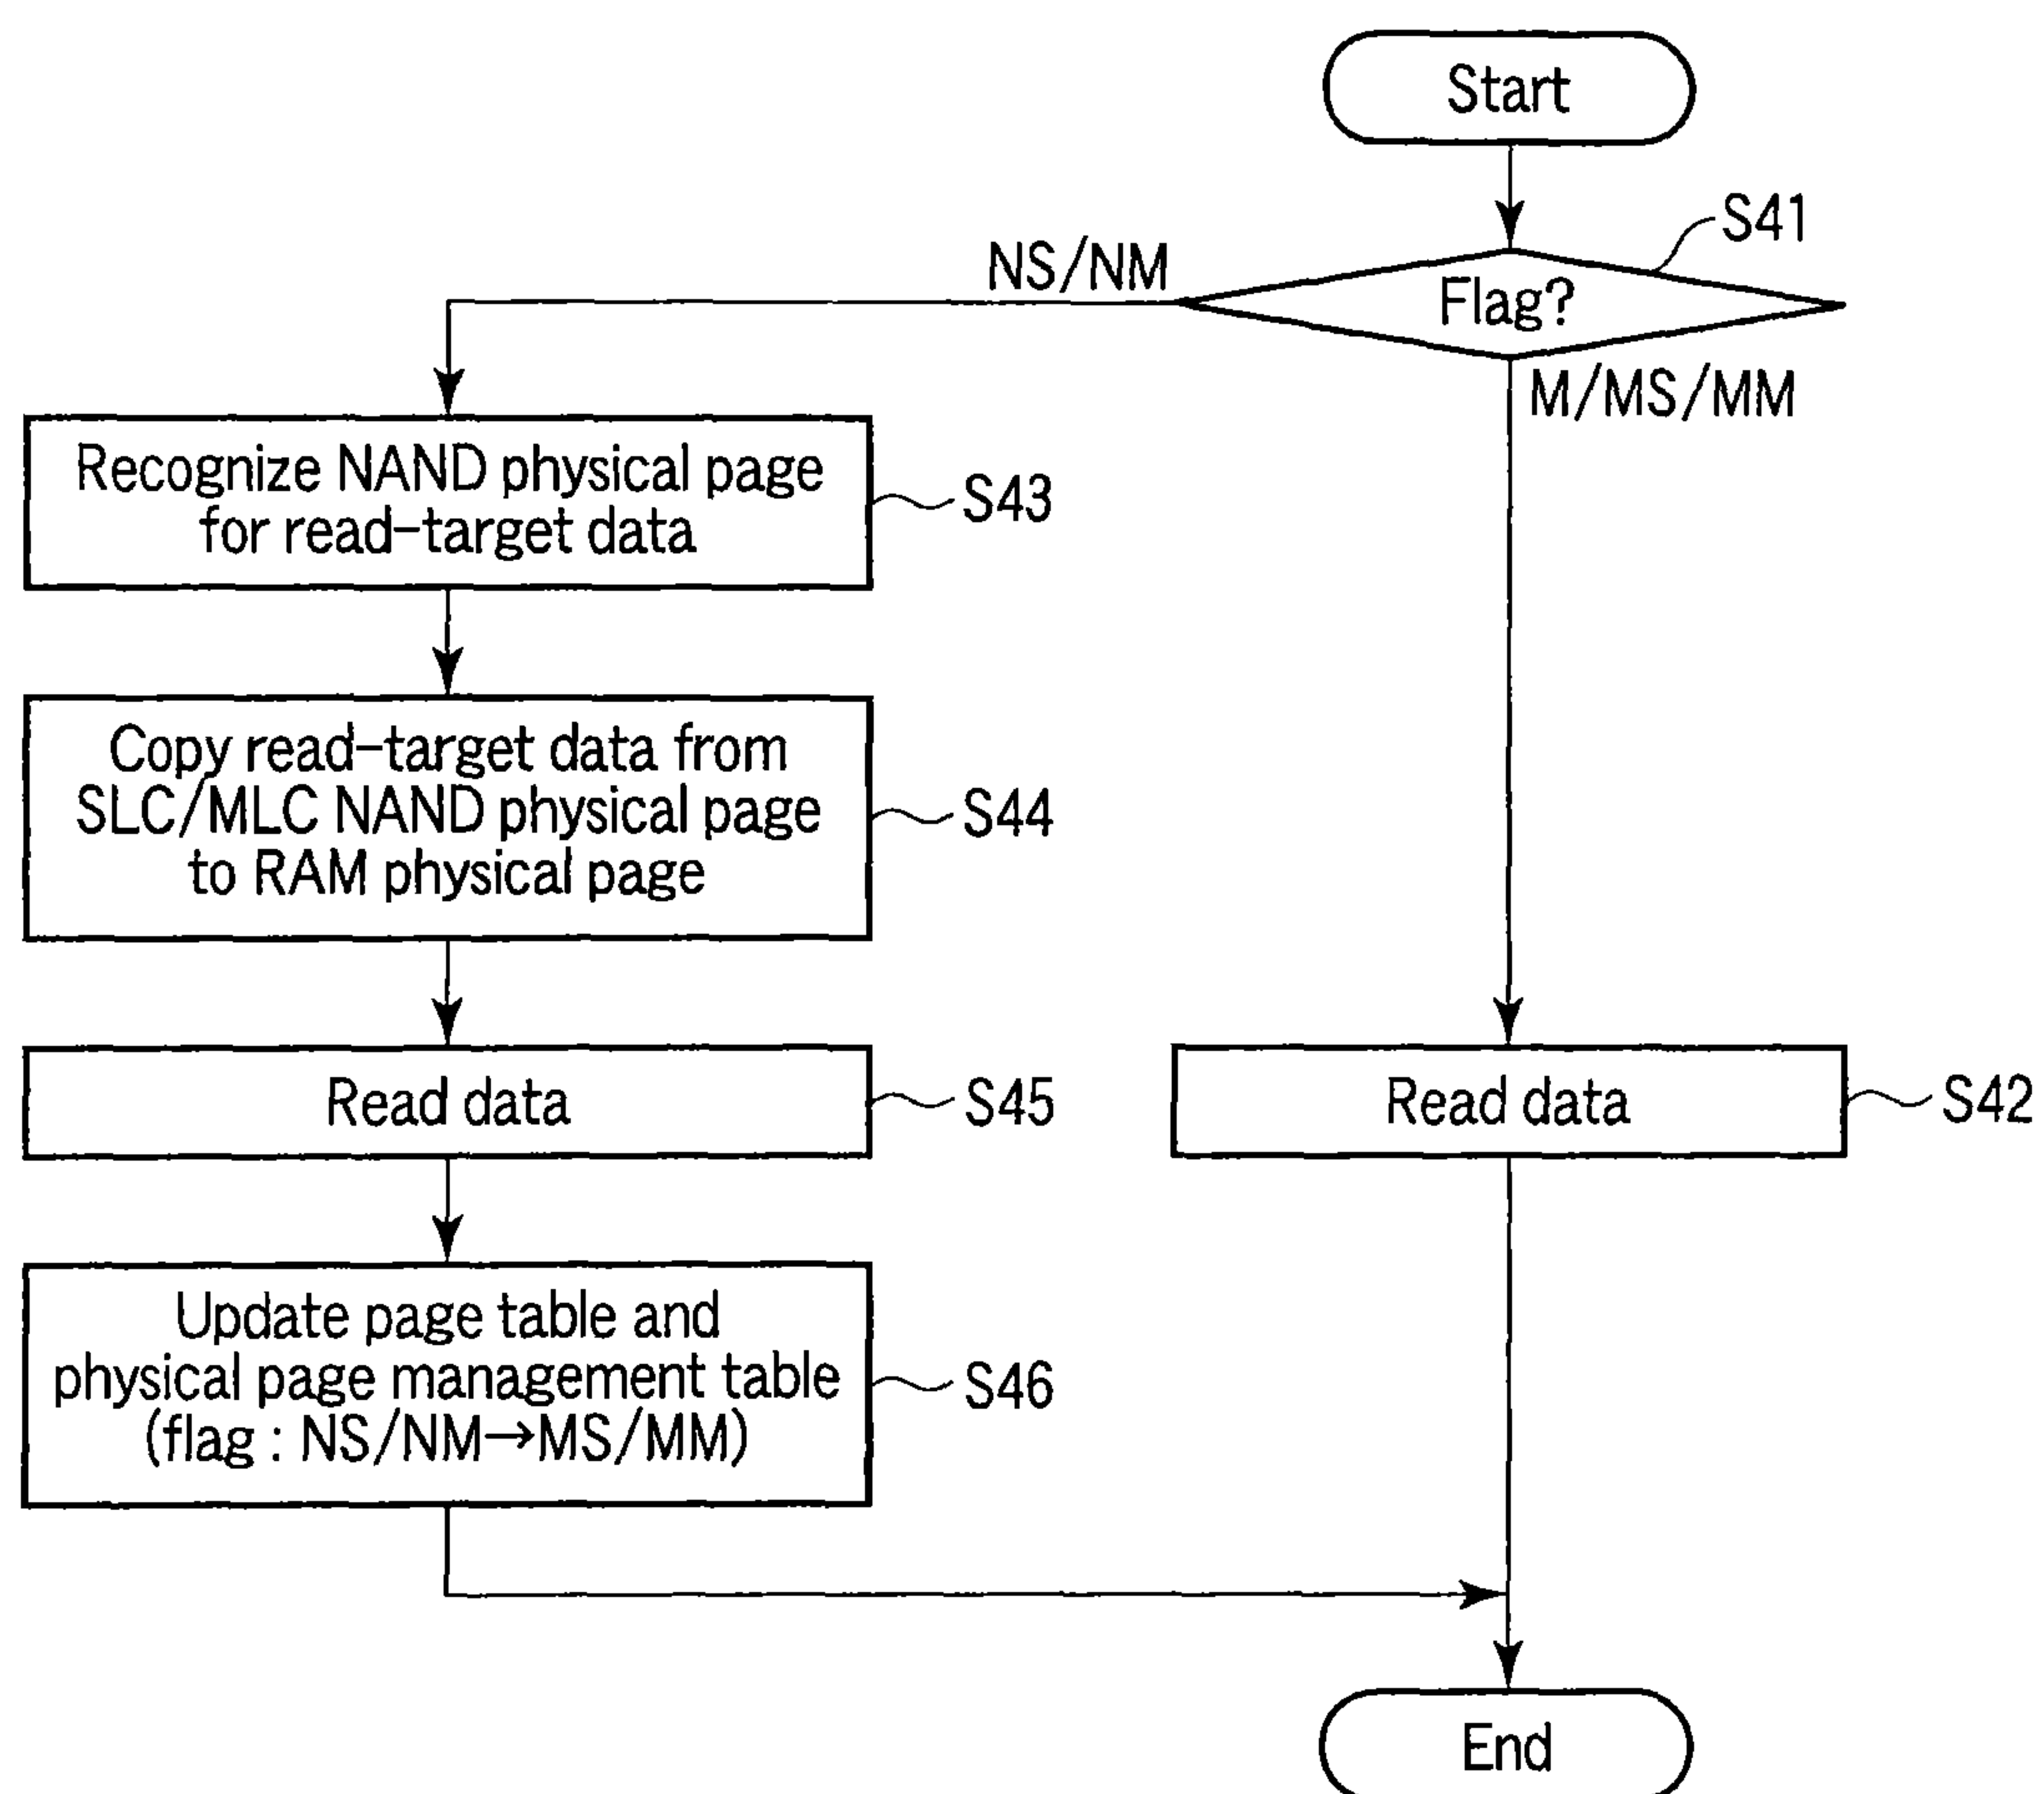 Start
S41
NS/NM
Flag?
M/MS/MM
Recognize NAND physical page
for read-target data
S43
Copy read-target data from
SLC/MLC NAND physical page
to RAM physical page
S44
Read data
S45
Read data
S42
Update page table and
physical page management table
(flag : NS/NM→MS/MM)
S46
End